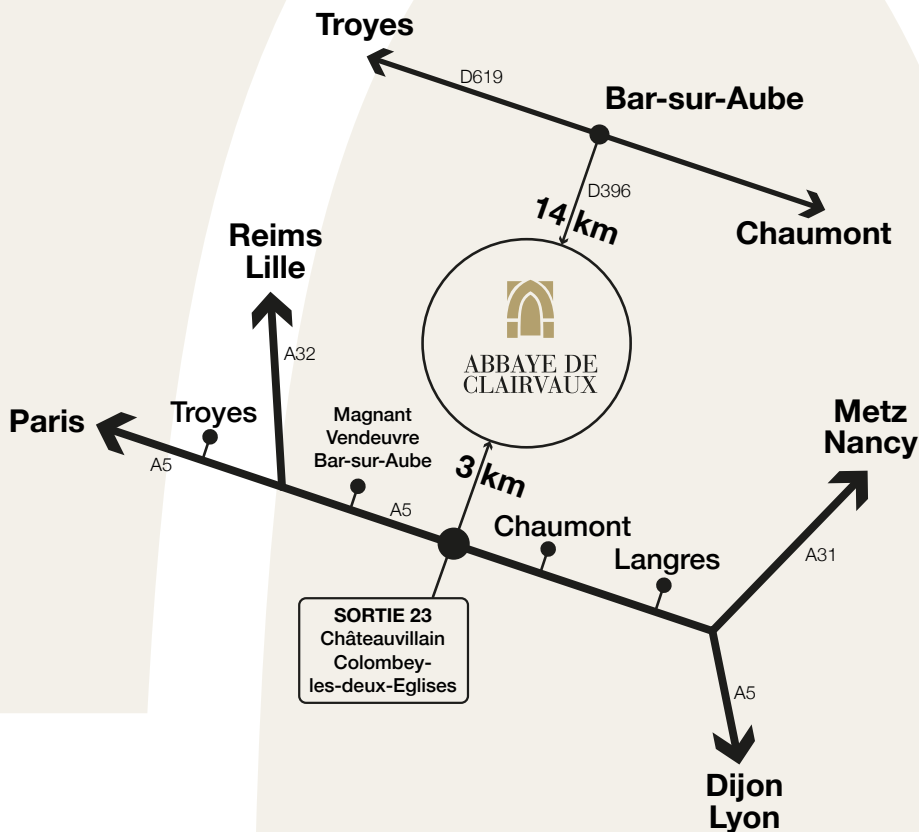 Troyes
D619
Bar-sur-Aube
D396
14 km
Chaumont
Reims
Lille
A32
ABBAYE DE
CLAIRVAUX
Paris
Troyes
A5
Magnant
Vendeuvre
Bar-sur-Aube
A5
3 km
Metz
Nancy
Chaumont
Langres
A31
SORTIE 23
Châteauvillain
Colombey-
les-deux-Eglises
A5
Dijon
Lyon